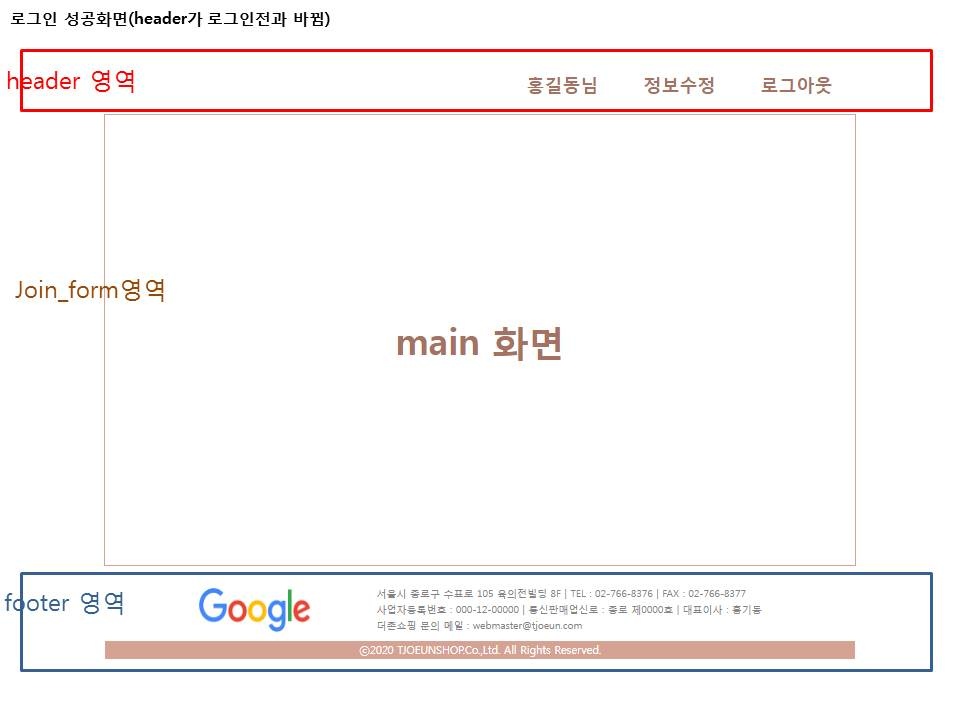 로그인 성공화면(header가 로그인전과 바뀜)
header 영역
홍길동님 정보수정 로그아웃
Join_form영역
main 화면
footer 영역
Google
서울시 종로구 수표로 105 육의전빌딩 8F | TEL : 02-766-8376 | FAX : 02-766-8377
사업자등록번호 : 000-12-00000 | 통신판매업신로 : 종로 제0000호 | 대표이사 : 홍기동
더존쇼핑 문의 메일 : webmaster@tjoeun.com
ⓒ2020 TJOEUNSHOP.Co.,Ltd. All Rights Reserved.